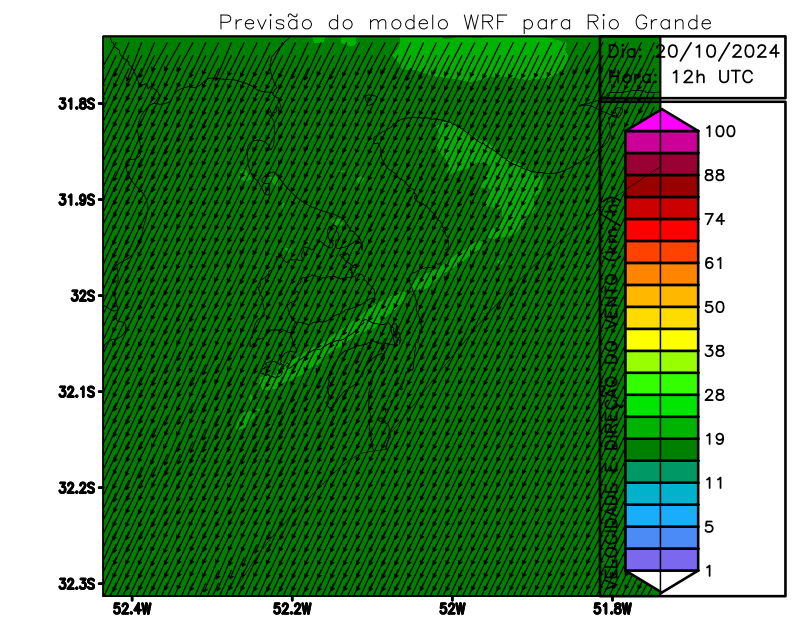 Previsão do modelo WRF para Rio Grande
Dia: 20/10/2024
Hora: 12h UTC
31.8S
31.9S
32S
32.1S
32.2S
32.3S
52.4W
52.2W
52W
51.8W
VELOCIDADE E DIREÇÃO DO VENTO (km/h)
100
88
74
61
50
38
28
19
11
5
1